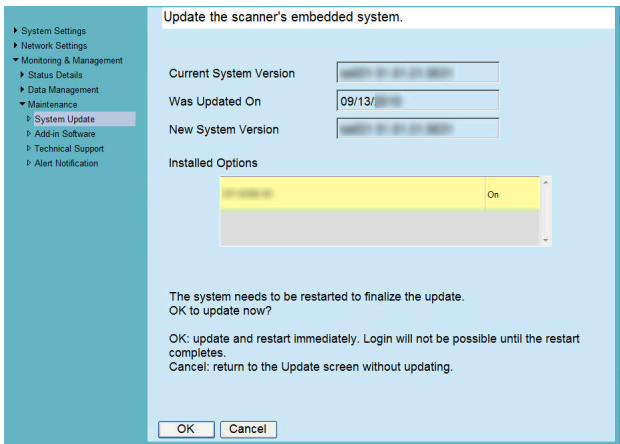 System Settings
Network Settings
Monitoring & Management
Status Details
Data Management
Maintenance
System Update
Add-in Software
Technical Support
Alert Notification
Update the scanner's embedded system.
Current System Version
Was Updated On 09/13/
New System Version
Installed Options
On
The system needs to be restarted to finalize the update.
OK to update now?
OK: update and restart immediately. Login will not be possible until the restart
completes.
Cancel: return to the Update screen without updating.
OK Cancel